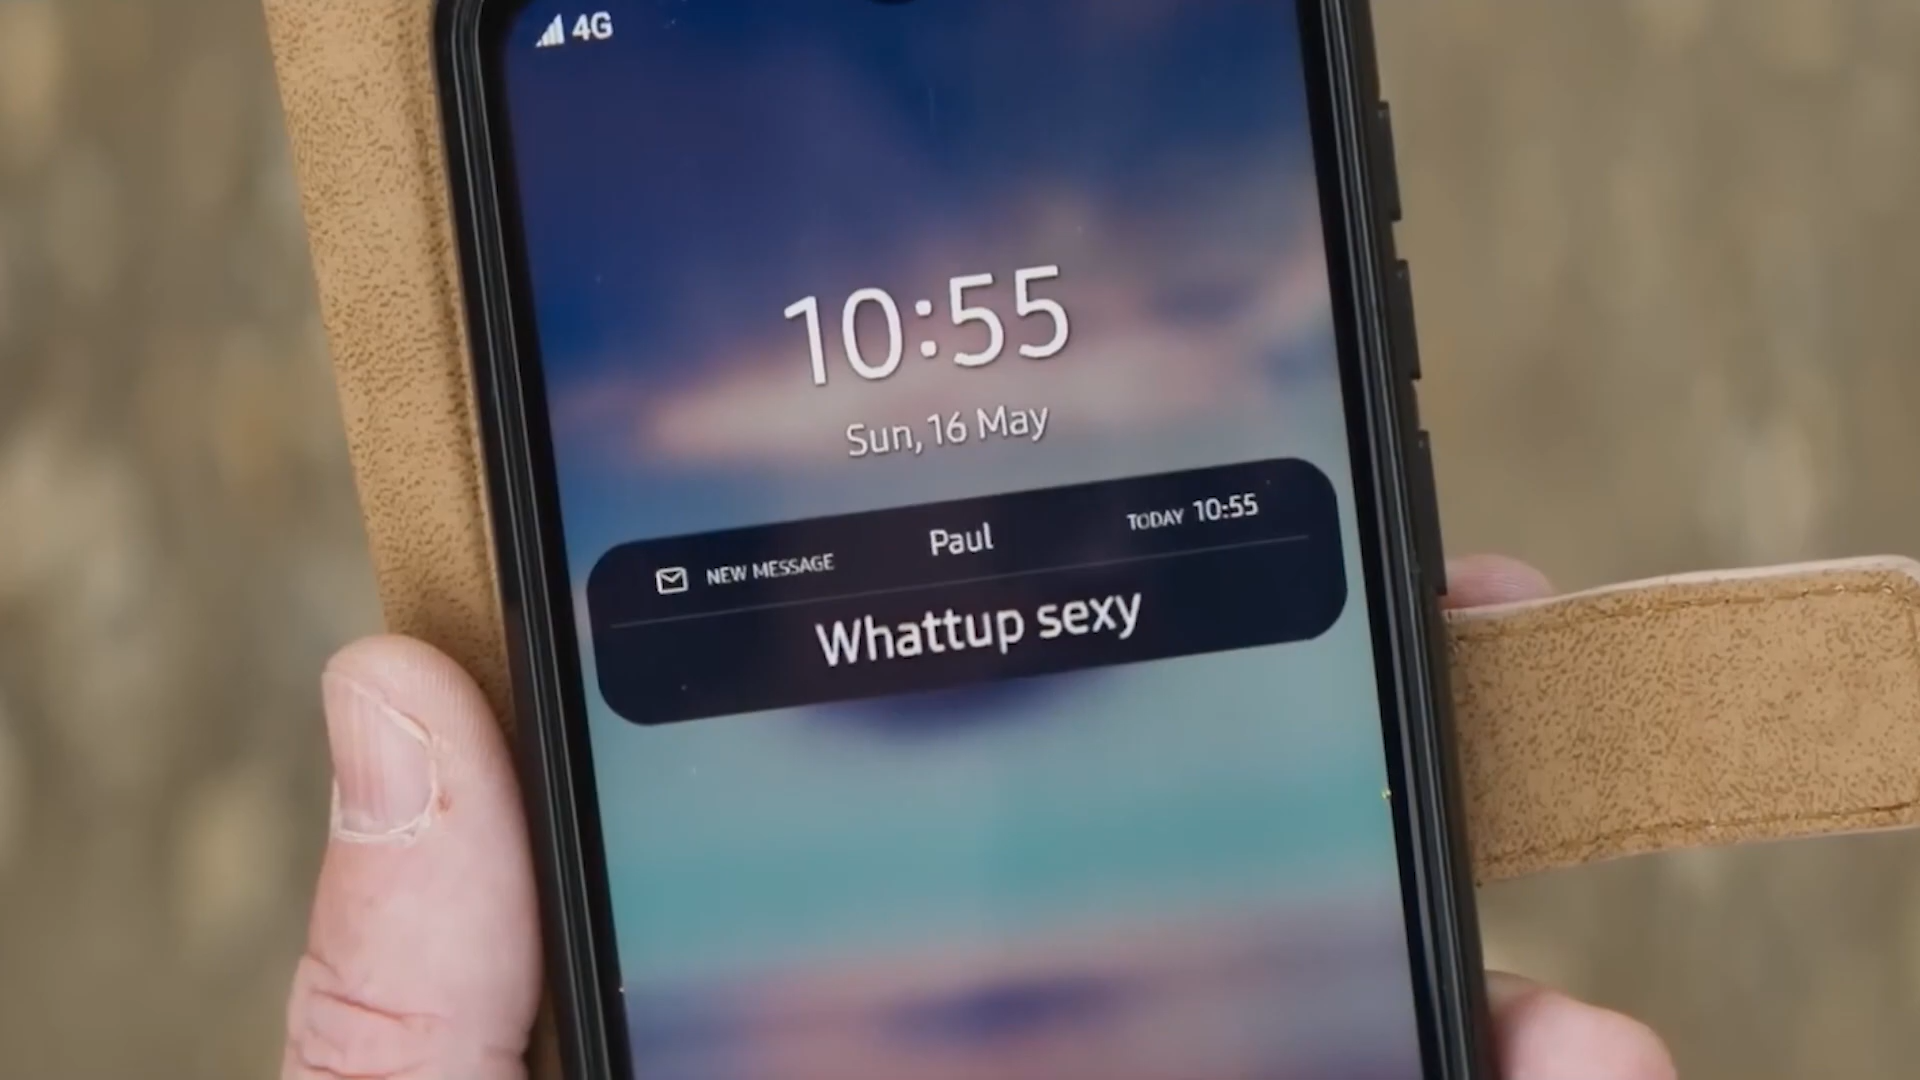 4G
10:55
Sun, 16 May
NEW MESSAGE Paul TODAY 10:55
Whattup sexy